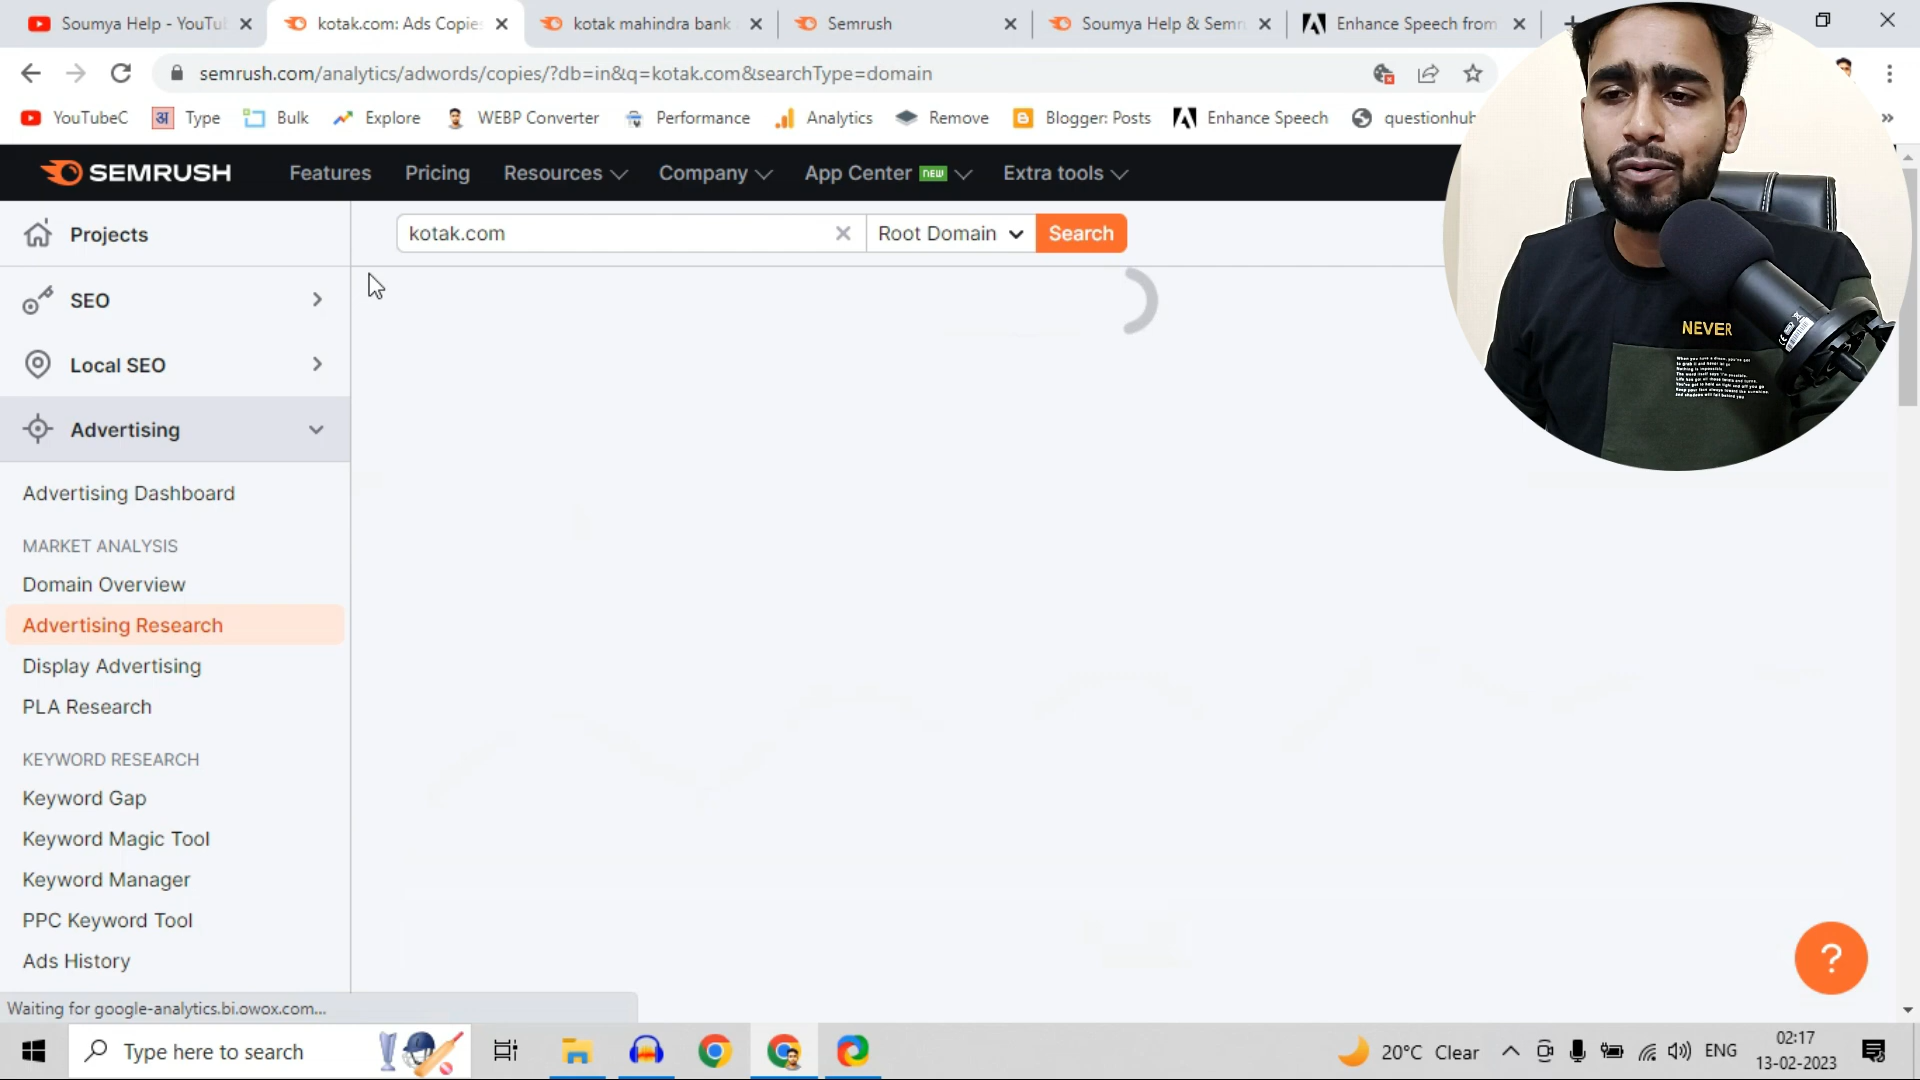 Soumya Help - YouTu
kotak.com: Ads Copie
kotak mahindra bank
Semrush
Soumya Help & Semr
Enhance Speech from
semrush.com/analytics/adwords/copies/?db=in&q=kotak.com&searchType=domain
YouTubeC
अ Type
Bulk
Explore
WEBP Converter
Performance
Analytics
Remove
Blogger: Posts
Enhance Speech
questionhub
»
SEMRUSH
Features
Pricing
Resources
Company
App Center NEW
Extra tools
Projects
kotak.com
Root Domain
Search
SEO
Local SEO
Advertising
NEVER
Advertising Dashboard
MARKET ANALYSIS
Domain Overview
Advertising Research
Display Advertising
PLA Research
KEYWORD RESEARCH
Keyword Gap
Keyword Magic Tool
Keyword Manager
PPC Keyword Tool
Ads History
?
Waiting for google-analytics.bi.owox.com...
Type here to search
20°C Clear
ENG
02:17
13-02-2023